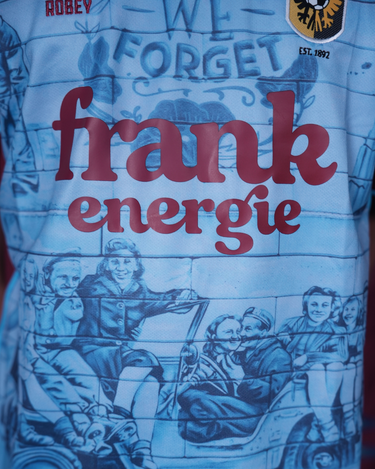 ROBEY
WE
FORGET
EST. 1892
frank
energie